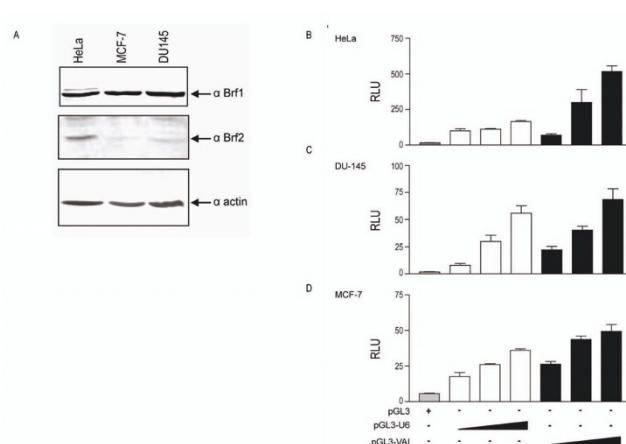 A
HeLa
MCF-7
DU145
α Brf1
α Brf2
α actin
B
HeLa
RLU
750
500
250
0
C
DU-145
RLU
100
75
50
25
0
D
MCF-7
RLU
75
50
25
0
pGL3 + - - - - - -
pGL3-U6 - - - -
pGL3-VAI - - - -